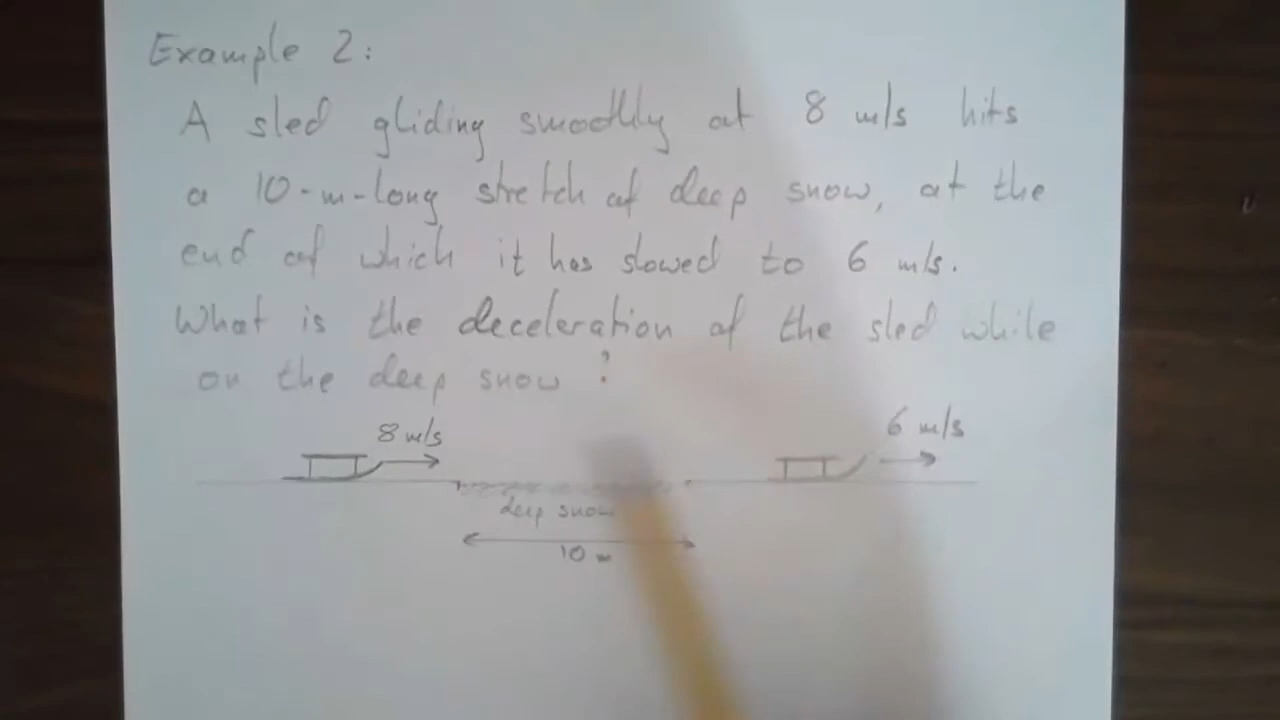 Example 2:
A sled gliding smoothly at 8 m/s hits
a 10-m-long stretch of deep snow, at the
end of which it has slowed to 6 m/s.
What is the deceleration of the sled while
on the deep snow ?
8 m/s
6 m/s
deep snow
10 m